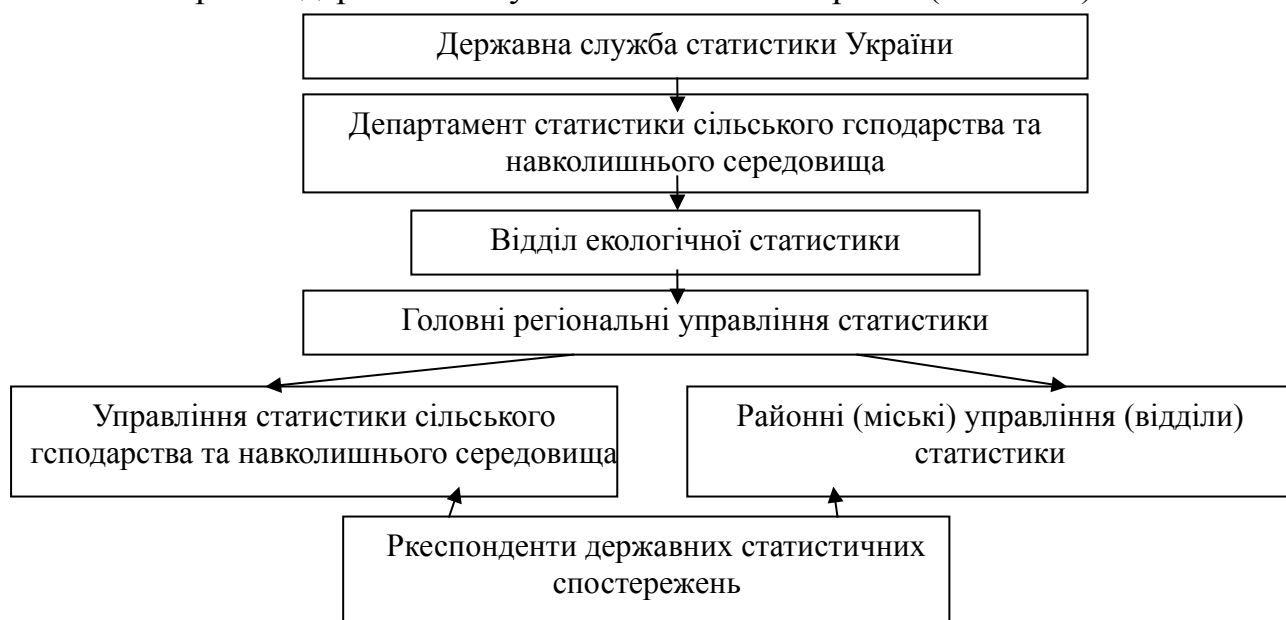 Державна служба статистики України
Департамент статистики сільського гсподарства та
навколишнього середовища
Відділ екологічної статистики
Головні регіональні управління статистики
Управління статистики сільського
гсподарства та навколишнього середовища
Районні (міські) управління (відділи)
статистики
Ркеспонденти державних статистичних
спостережень